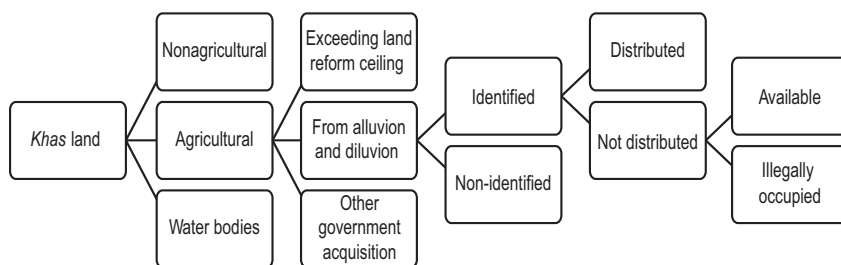 Khas land
Nonagricultural
Agricultural
Water bodies
Exceeding land
reform ceiling
From alluvion
and diluvion
Other
government
acquisition
Identified
Non-identified
Distributed
Not distributed
Available
Illegally
occupied